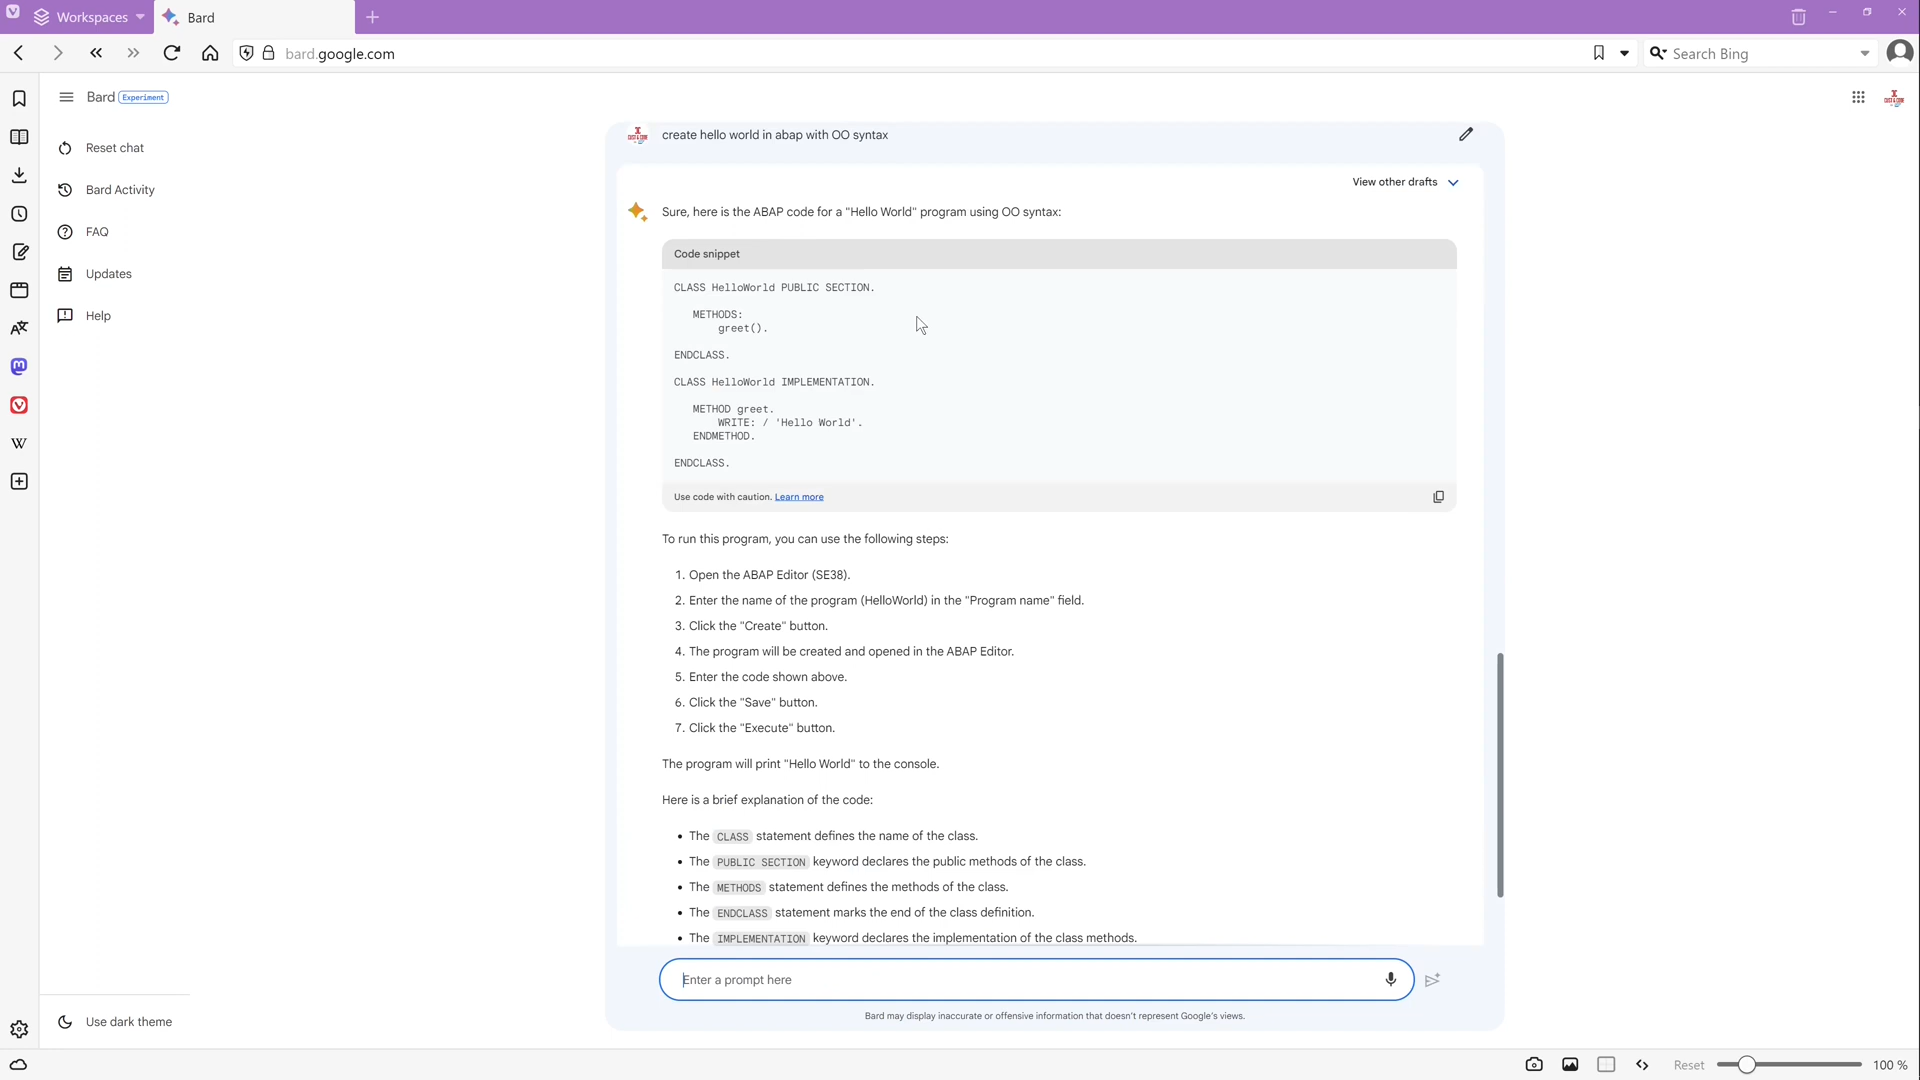 Workspaces
Bard
bard.google.com
Search Bing
Bard Experiment
Reset chat
Bard Activity
FAQ
Updates
Help
create hello world in abap with OO syntax
View other drafts
Sure, here is the ABAP code for a "Hello World" program using OO syntax:
Code snippet
CLASS HelloWorld PUBLIC SECTION.
METHODS:
greet().
ENDCLASS.
CLASS HelloWorld IMPLEMENTATION.
METHOD greet.
WRITE: / 'Hello World'.
ENDMETHOD.
ENDCLASS.
Use code with caution. Learn more
To run this program, you can use the following steps:
1. Open the ABAP Editor (SE38).
2. Enter the name of the program (HelloWorld) in the "Program name" field.
3. Click the "Create" button.
4. The program will be created and opened in the ABAP Editor.
5. Enter the code shown above.
6. Click the "Save" button.
7. Click the "Execute" button.
The program will print "Hello World" to the console.
Here is a brief explanation of the code:
• The CLASS statement defines the name of the class.
• The PUBLIC SECTION keyword declares the public methods of the class.
• The METHODS statement defines the methods of the class.
• The ENDCLASS statement marks the end of the class definition.
• The IMPLEMENTATION keyword declares the implementation of the class methods.
Enter a prompt here
Bard may display inaccurate or offensive information that doesn't represent Google's views.
Use dark theme
Reset
100 %